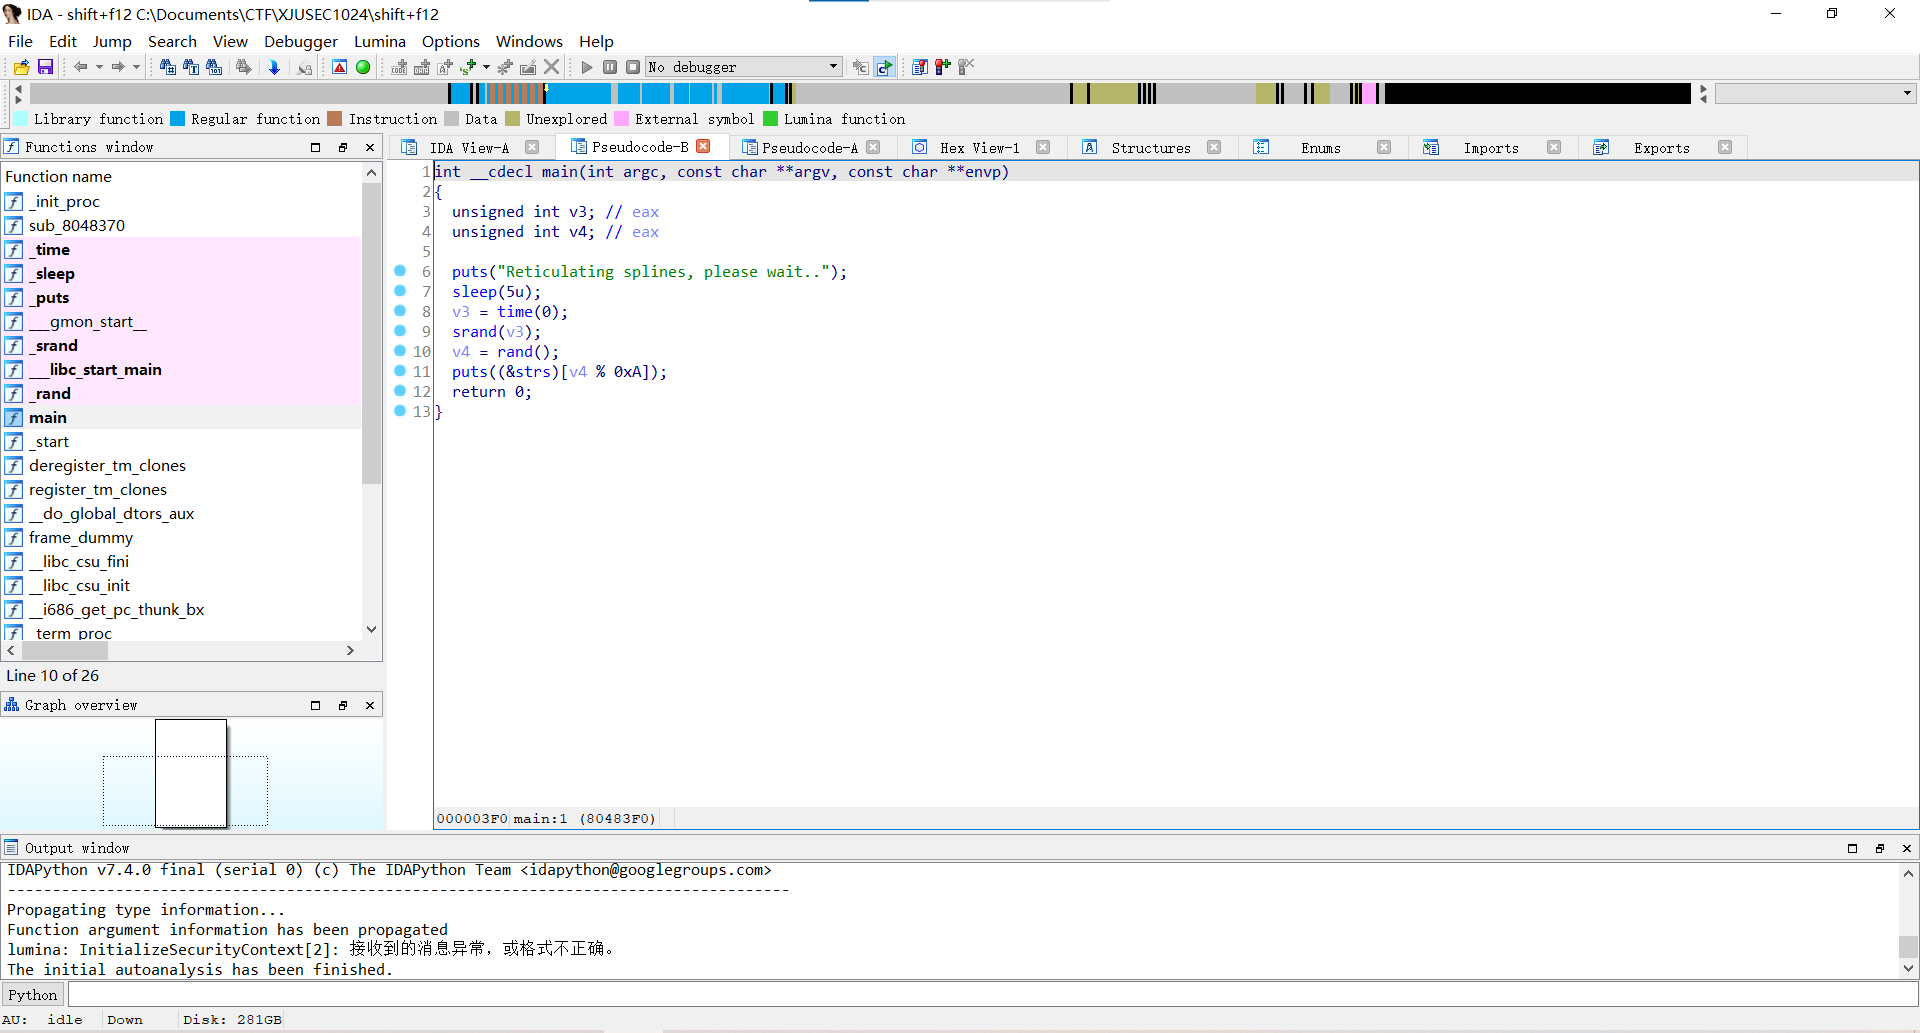 IDA - shift+f12 C:\Documents\CTF\XJUSEC1024\shift+f12
File Edit Jump Search View Debugger Lumina Options Windows Help
No debugger
Library function Regular function Instruction Data Unexplored External symbol Lumina function
Functions window
IDA View-A Pseudocode-B Pseudocode-A Hex View-1 Structures Enums Imports Exports
Function name
_init_proc
sub_8048370
_time
_sleep
_puts
___gmon_start__
_srand
___libc_start_main
_rand
main
_start
deregister_tm_clones
register_tm_clones
__do_global_dtors_aux
frame_dummy
__libc_csu_fini
__libc_csu_init
__i686_get_pc_thunk_bx
_term_proc
Line 10 of 26
Graph overview
1 int __cdecl main(int argc, const char **argv, const char **envp)
2 {
3   unsigned int v3; // eax
4   unsigned int v4; // eax
5
6   puts("Reticulating splines, please wait..");
7   sleep(5u);
8   v3 = time(0);
9   srand(v3);
10   v4 = rand();
11   puts((&strs)[v4 % 0xA]);
12   return 0;
13 }
000003F0 main:1 (80483F0)
Output window
IDAPython v7.4.0 final (serial 0) (c) The IDAPython Team <idapython@googlegroups.com>
---------------------------------------------------------------------------------------
Propagating type information...
Function argument information has been propagated
lumina: InitializeSecurityContext[2]: 接收到的消息异常，或格式不正确。
The initial autoanalysis has been finished.
Python
AU: idle Down Disk: 281GB